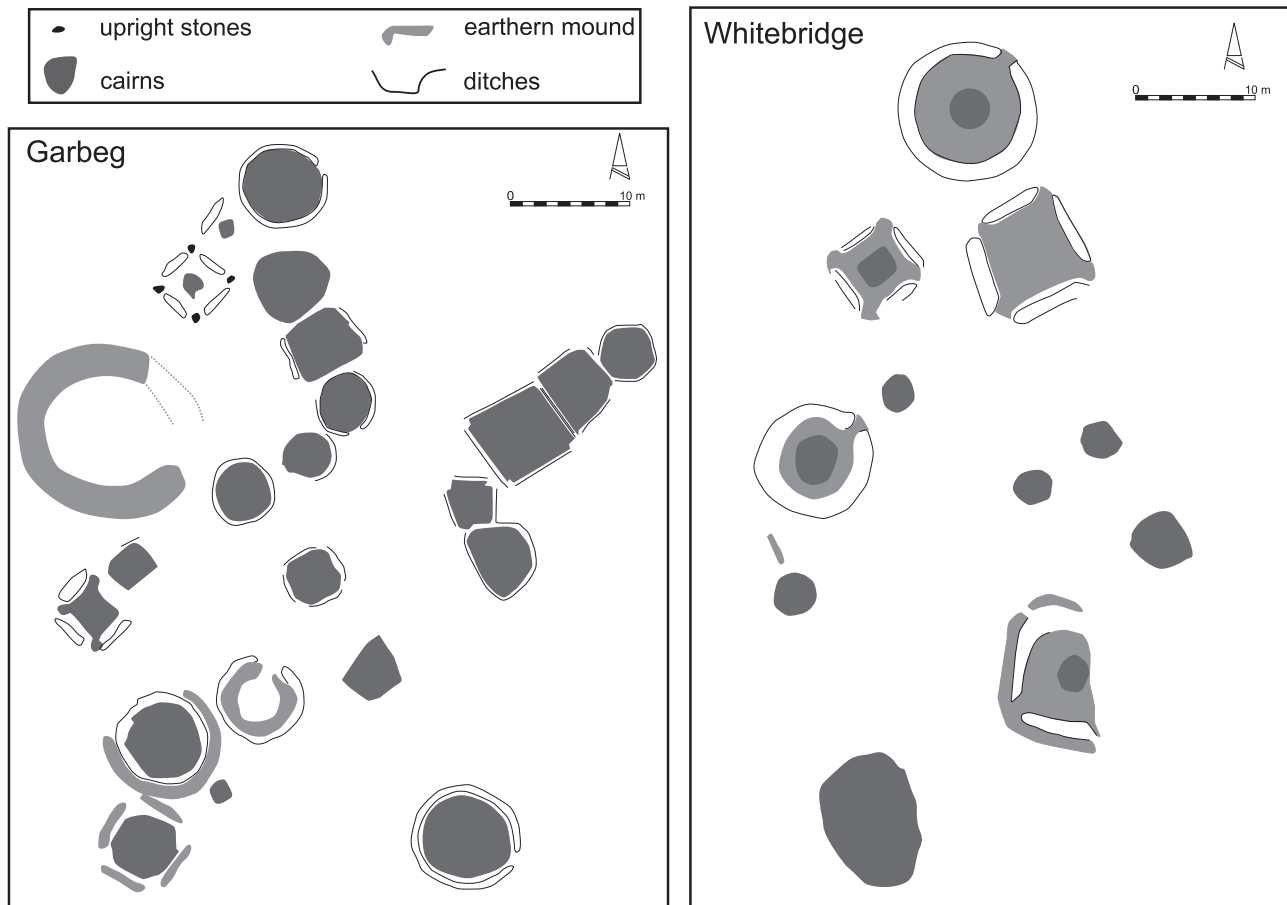 upright stones
earthern mound
cairns
ditches
Garbeg
0 10 m
Whitebridge
0 10 m